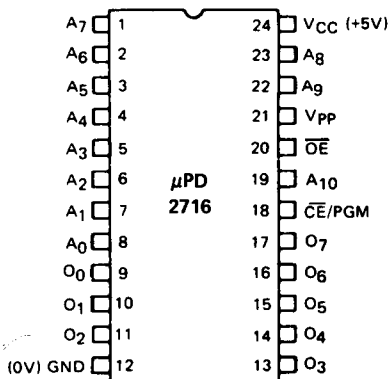 A7 1 24 VCC (+5V)
A6 2 23 A8
A5 3 22 A9
A4 4 21 VPP
A3 5 20 O̅E̅
A2 6 μPD 19 A10
A1 7 2716 18 C̅E̅/PGM
A0 8 17 O7
O0 9 16 O6
O1 10 15 O5
O2 11 14 O4
(0V) GND 12 13 O3